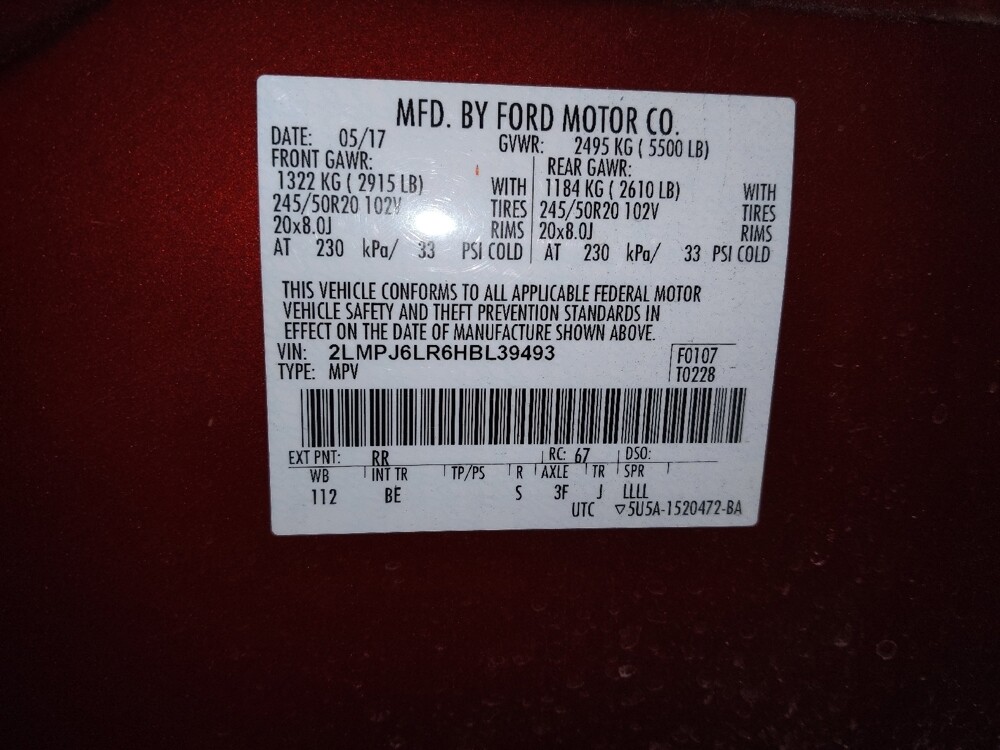 MFD. BY FORD MOTOR CO.
DATE: 05/17 GVWR: 2495 KG ( 5500 LB)
FRONT GAWR: REAR GAWR:
1322 KG ( 2915 LB) WITH 1184 KG ( 2610 LB) WITH
245/50R20 102V TIRES 245/50R20 102V TIRES
20x8.0J RIMS 20x8.0J RIMS
AT 230 kPa/ 33 PSI COLD AT 230 kPa/ 33 PSI COLD
THIS VEHICLE CONFORMS TO ALL APPLICABLE FEDERAL MOTOR
VEHICLE SAFETY AND THEFT PREVENTION STANDARDS IN
EFFECT ON THE DATE OF MANUFACTURE SHOWN ABOVE.
VIN: 2LMPJ6LR6HBL39493 F0107
TYPE: MPV T0228
EXT PNT: RR RC: 67 DSO:
WB INT TR TP/PS R AXLE TR SPR
112 BE S 3F J LLLL
UTC ▽5U5A-1520472-BA